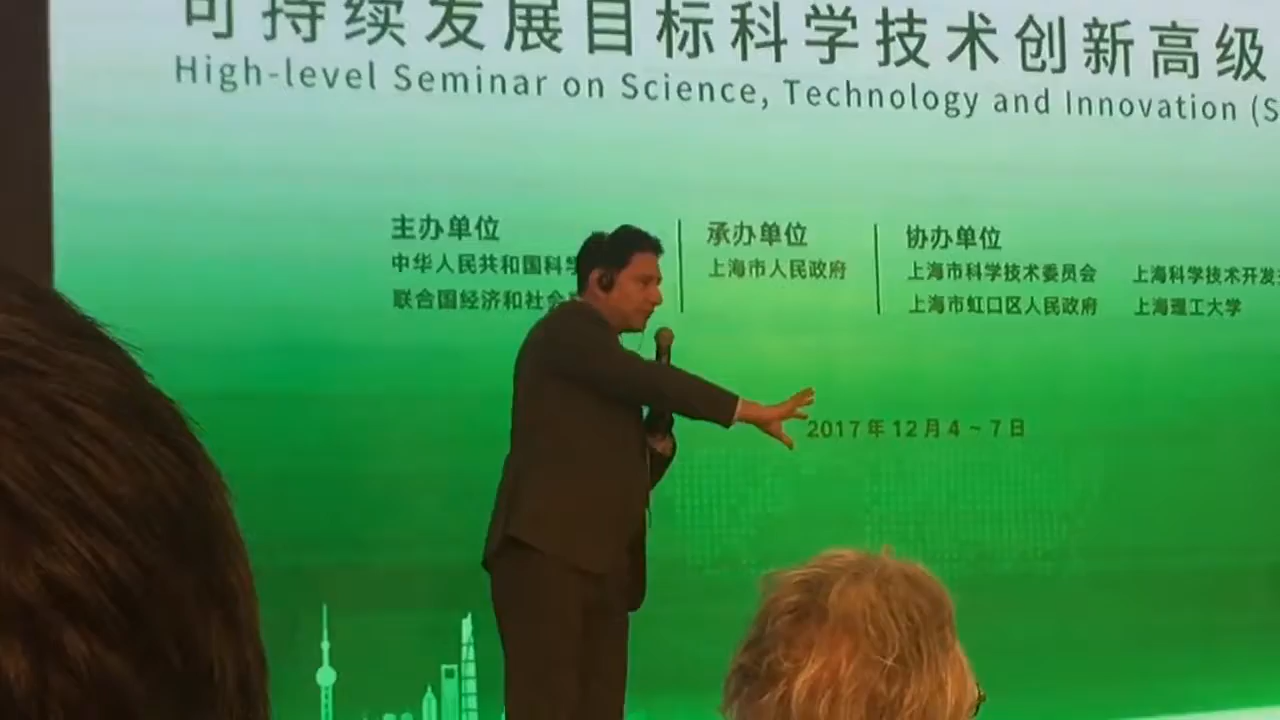 可持续发展目标科学技术创新高级
High-level Seminar on Science, Technology and Innovation (S
主办单位
中华人民共和国科学
联合国经济和社会
承办单位
上海市人民政府
协办单位
上海市科学技术委员会 上海科学技术开发
上海市虹口区人民政府 上海理工大学
2017年12月4~7日